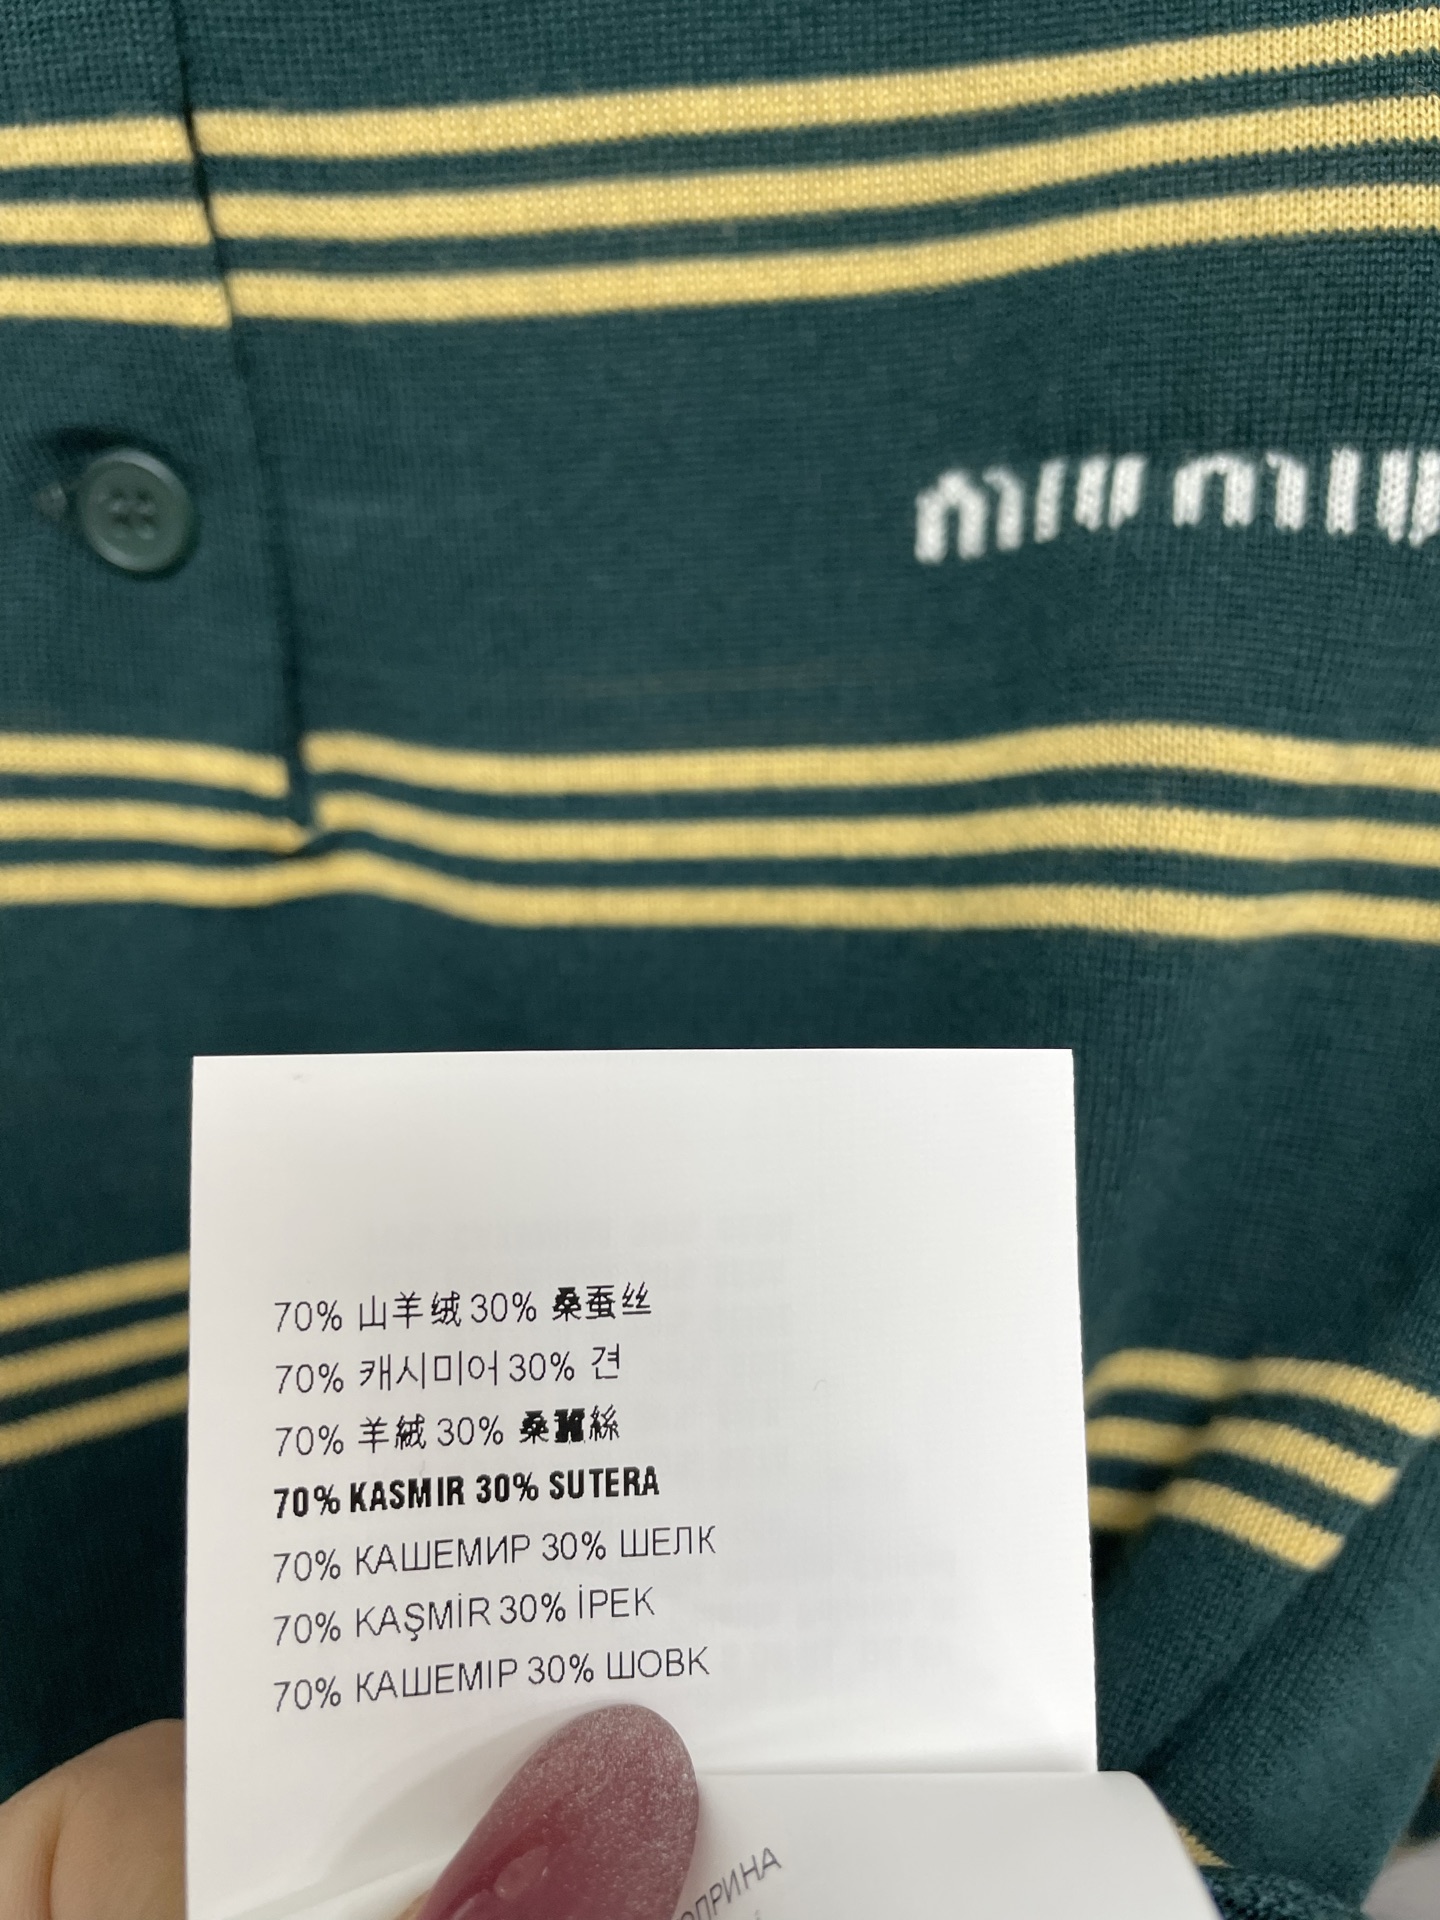 miu miu
70% 山羊绒 30% 桑蚕丝
70% 캐시미어 30% 견
70% 羊絨 30% 桑蠶絲
70% KASMIR 30% SUTERA
70% КАШЕМИР 30% ШЕЛК
70% KAŞMİR 30% İPEK
70% КАШЕМІР 30% ШОВК